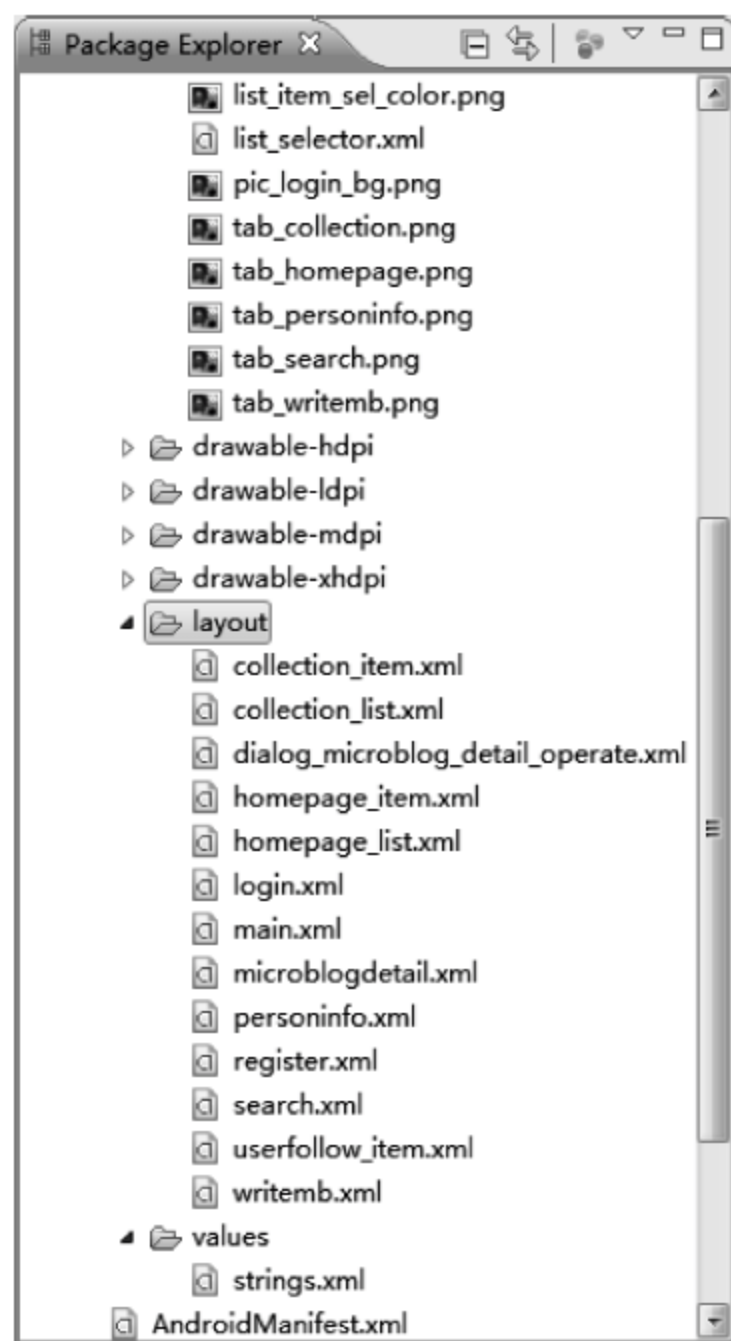 Package Explorer
list_item_sel_color.png
list_selector.xml
pic_login_bg.png
tab_collection.png
tab_homepage.png
tab_personinfo.png
tab_search.png
tab_writemb.png
drawable-hdpi
drawable-ldpi
drawable-mdpi
drawable-xhdpi
layout
collection_item.xml
collection_list.xml
dialog_microblog_detail_operate.xml
homepage_item.xml
homepage_list.xml
login.xml
main.xml
microblogdetail.xml
personinfo.xml
register.xml
search.xml
userfollow_item.xml
writemb.xml
values
strings.xml
AndroidManifest.xml